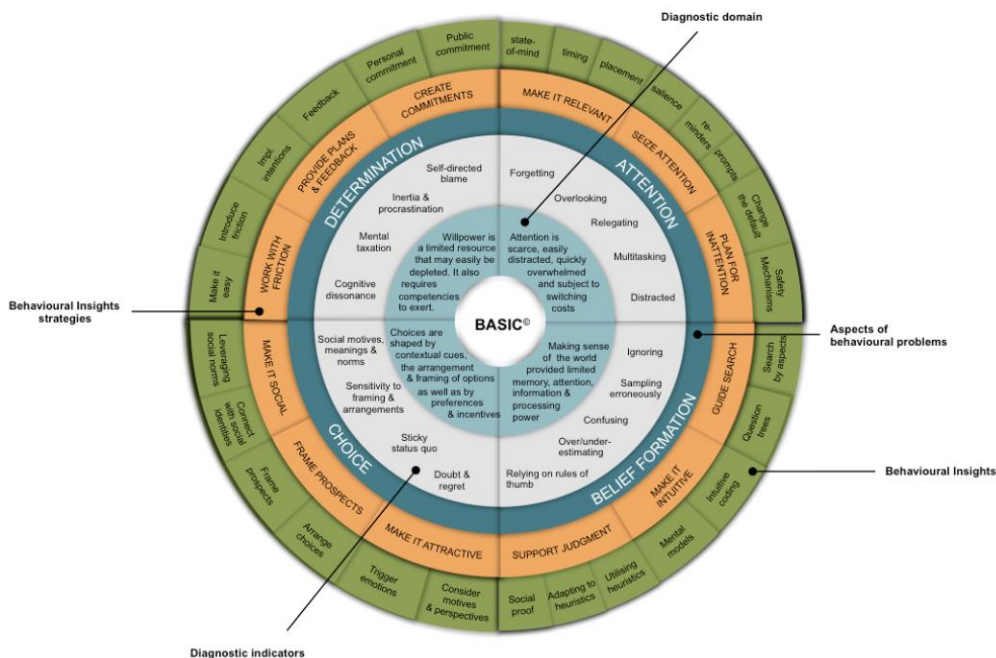 Diagnostic domain
Public
commitment
state-
of-mind
timing
placement
salience
re-
minders
prompts
Change
the default
Safety
Mechanisms
Personal
commitment
Feedback
Impl.
intentions
Introduce
friction
Make it
easy
CREATE
COMMITMENTS
MAKE IT RELEVANT
SEIZE ATTENTION
PLAN FOR
INATTENTION
PROVIDE PLANS
& FEEDBACK
WORK WITH
FRICTION
DETERMINATION
ATTENTION
Self-directed
blame
Inertia &
procrastination
Mental
taxation
Cognitive
dissonance
Forgetting
Overlooking
Relegating
Multitasking
Distracted
Willpower is
a limited resource
that may easily be
depleted. It also
requires
competencies
to exert.
Attention is
scarce, easily
distracted, quickly
overwhelmed
and subject to
switching
costs
BASIC©
Behavioural Insights
strategies
Aspects of
behavioural problems
Choices are
shaped by
contextual cues,
the arrangement
& framing of options
as well as by
preferences
& incentives
Making sense
of the world
provided limited
memory, attention,
information &
processing
power
Social motives,
meanings &
norms
Sensitivity to
framing &
arrangements
Sticky
status quo
Doubt &
regret
Ignoring
Sampling
erroneously
Confusing
Over/under-
estimating
Relying on rules of
thumb
CHOICE
BELIEF FORMATION
MAKE IT SOCIAL
FRAME PROSPECTS
MAKE IT ATTRACTIVE
SUPPORT JUDGMENT
MAKE IT
INTUITIVE
GUIDE SEARCH
Leveraging
social norms
Connect
with social
identities
Frame
prospects
Arrange
choices
Trigger
emotions
Consider
motives
& perspectives
Social
proof
Adapting to
heuristics
Utilising
heuristics
Mental
models
Intuitive
coding
Question
trees
Search
by aspects
Behavioural Insights
Diagnostic indicators